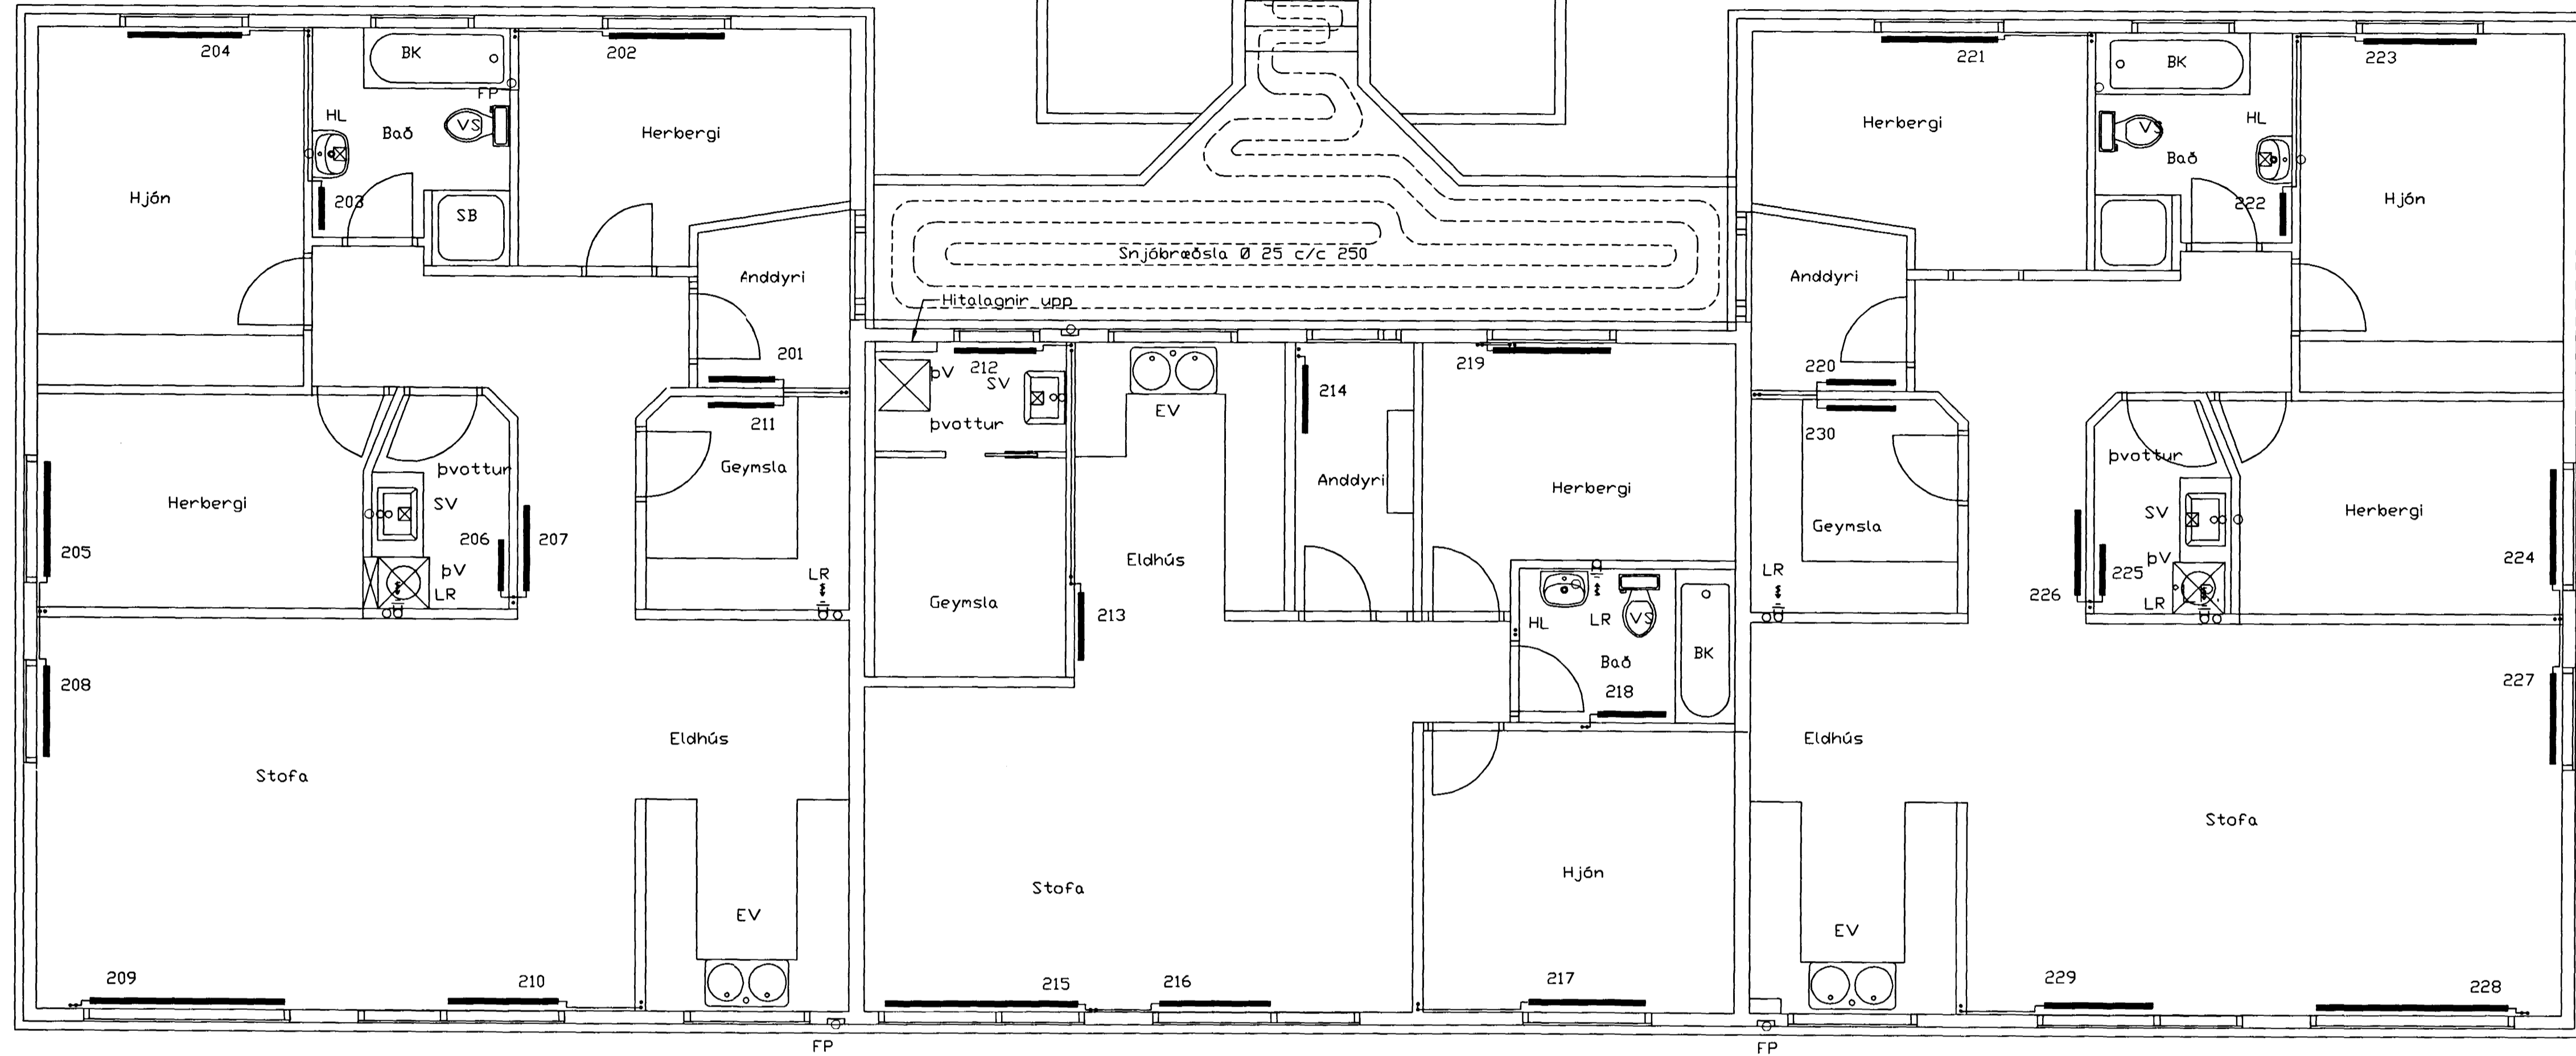 204
BK
202
221
BK
223
FP
HL
VS
Bað
Herbergi
Herbergi
VS
HL
Bað
Hjón
203
SB
222
Hjón
Snjóbræðsla Ø 25 c/c 250
Anddyri
Anddyri
Hitalagnir upp
201
212
þV
SV
219
220
214
EV
211
þvottur
230
þvottur
Geymsla
þvottur
Anddyri
Herbergi
Herbergi
SV
SV
Herbergi
Geymsla
205
206
207
Eldhús
224
þV
LR
LR
þV
225
LR
226
LR
Geymsla
213
HL
LR
VS
Bað
BK
208
218
227
Eldhús
Eldhús
Stofa
Stofa
Hjón
Stofa
EV
EV
209
210
215
216
217
229
228
FP
FP